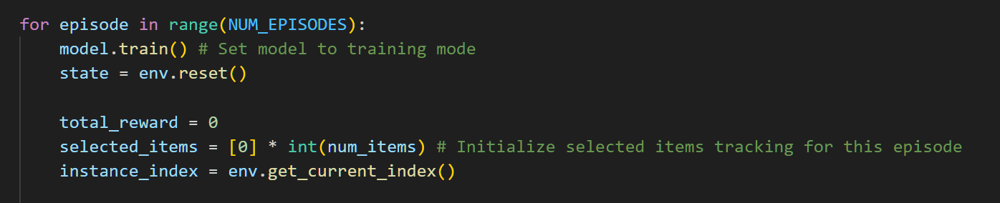 for episode in range(NUM_EPISODES):
    model.train() # Set model to training mode
    state = env.reset()

    total_reward = 0
    selected_items = [0] * int(num_items) # Initialize selected items tracking for this episode
    instance_index = env.get_current_index()